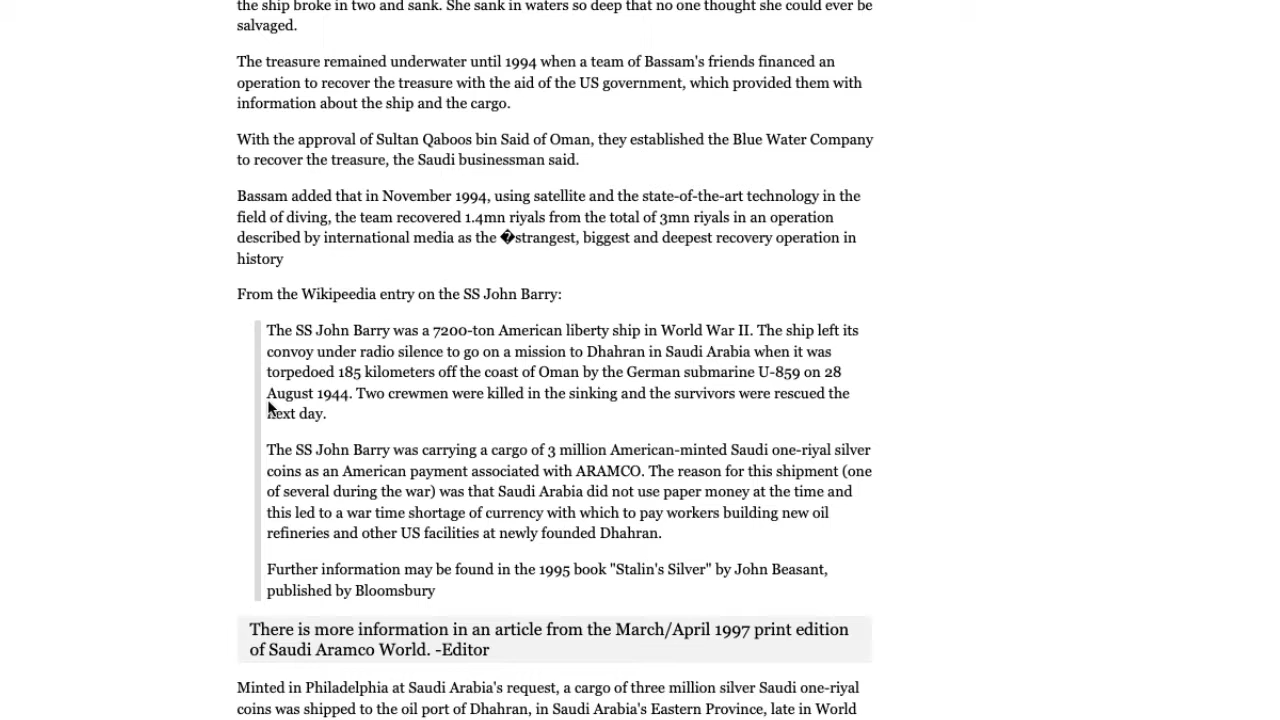 the ship broke in two and sank. She sank in waters so deep that no one thought she could ever be
salvaged.
The treasure remained underwater until 1994 when a team of Bassam's friends financed an
operation to recover the treasure with the aid of the US government, which provided them with
information about the ship and the cargo.
With the approval of Sultan Qaboos bin Said of Oman, they established the Blue Water Company
to recover the treasure, the Saudi businessman said.
Bassam added that in November 1994, using satellite and the state-of-the-art technology in the
field of diving, the team recovered 1.4mn riyals from the total of 3mn riyals in an operation
described by international media as the �strangest, biggest and deepest recovery operation in
history
From the Wikipeedia entry on the SS John Barry:
The SS John Barry was a 7200-ton American liberty ship in World War II. The ship left its
convoy under radio silence to go on a mission to Dhahran in Saudi Arabia when it was
torpedoed 185 kilometers off the coast of Oman by the German submarine U-859 on 28
August 1944. Two crewmen were killed in the sinking and the survivors were rescued the
next day.
The SS John Barry was carrying a cargo of 3 million American-minted Saudi one-riyal silver
coins as an American payment associated with ARAMCO. The reason for this shipment (one
of several during the war) was that Saudi Arabia did not use paper money at the time and
this led to a war time shortage of currency with which to pay workers building new oil
refineries and other US facilities at newly founded Dhahran.
Further information may be found in the 1995 book "Stalin's Silver" by John Beasant,
published by Bloomsbury
There is more information in an article from the March/April 1997 print edition
of Saudi Aramco World. -Editor
Minted in Philadelphia at Saudi Arabia's request, a cargo of three million silver Saudi one-riyal
coins was shipped to the oil port of Dhahran, in Saudi Arabia's Eastern Province, late in World